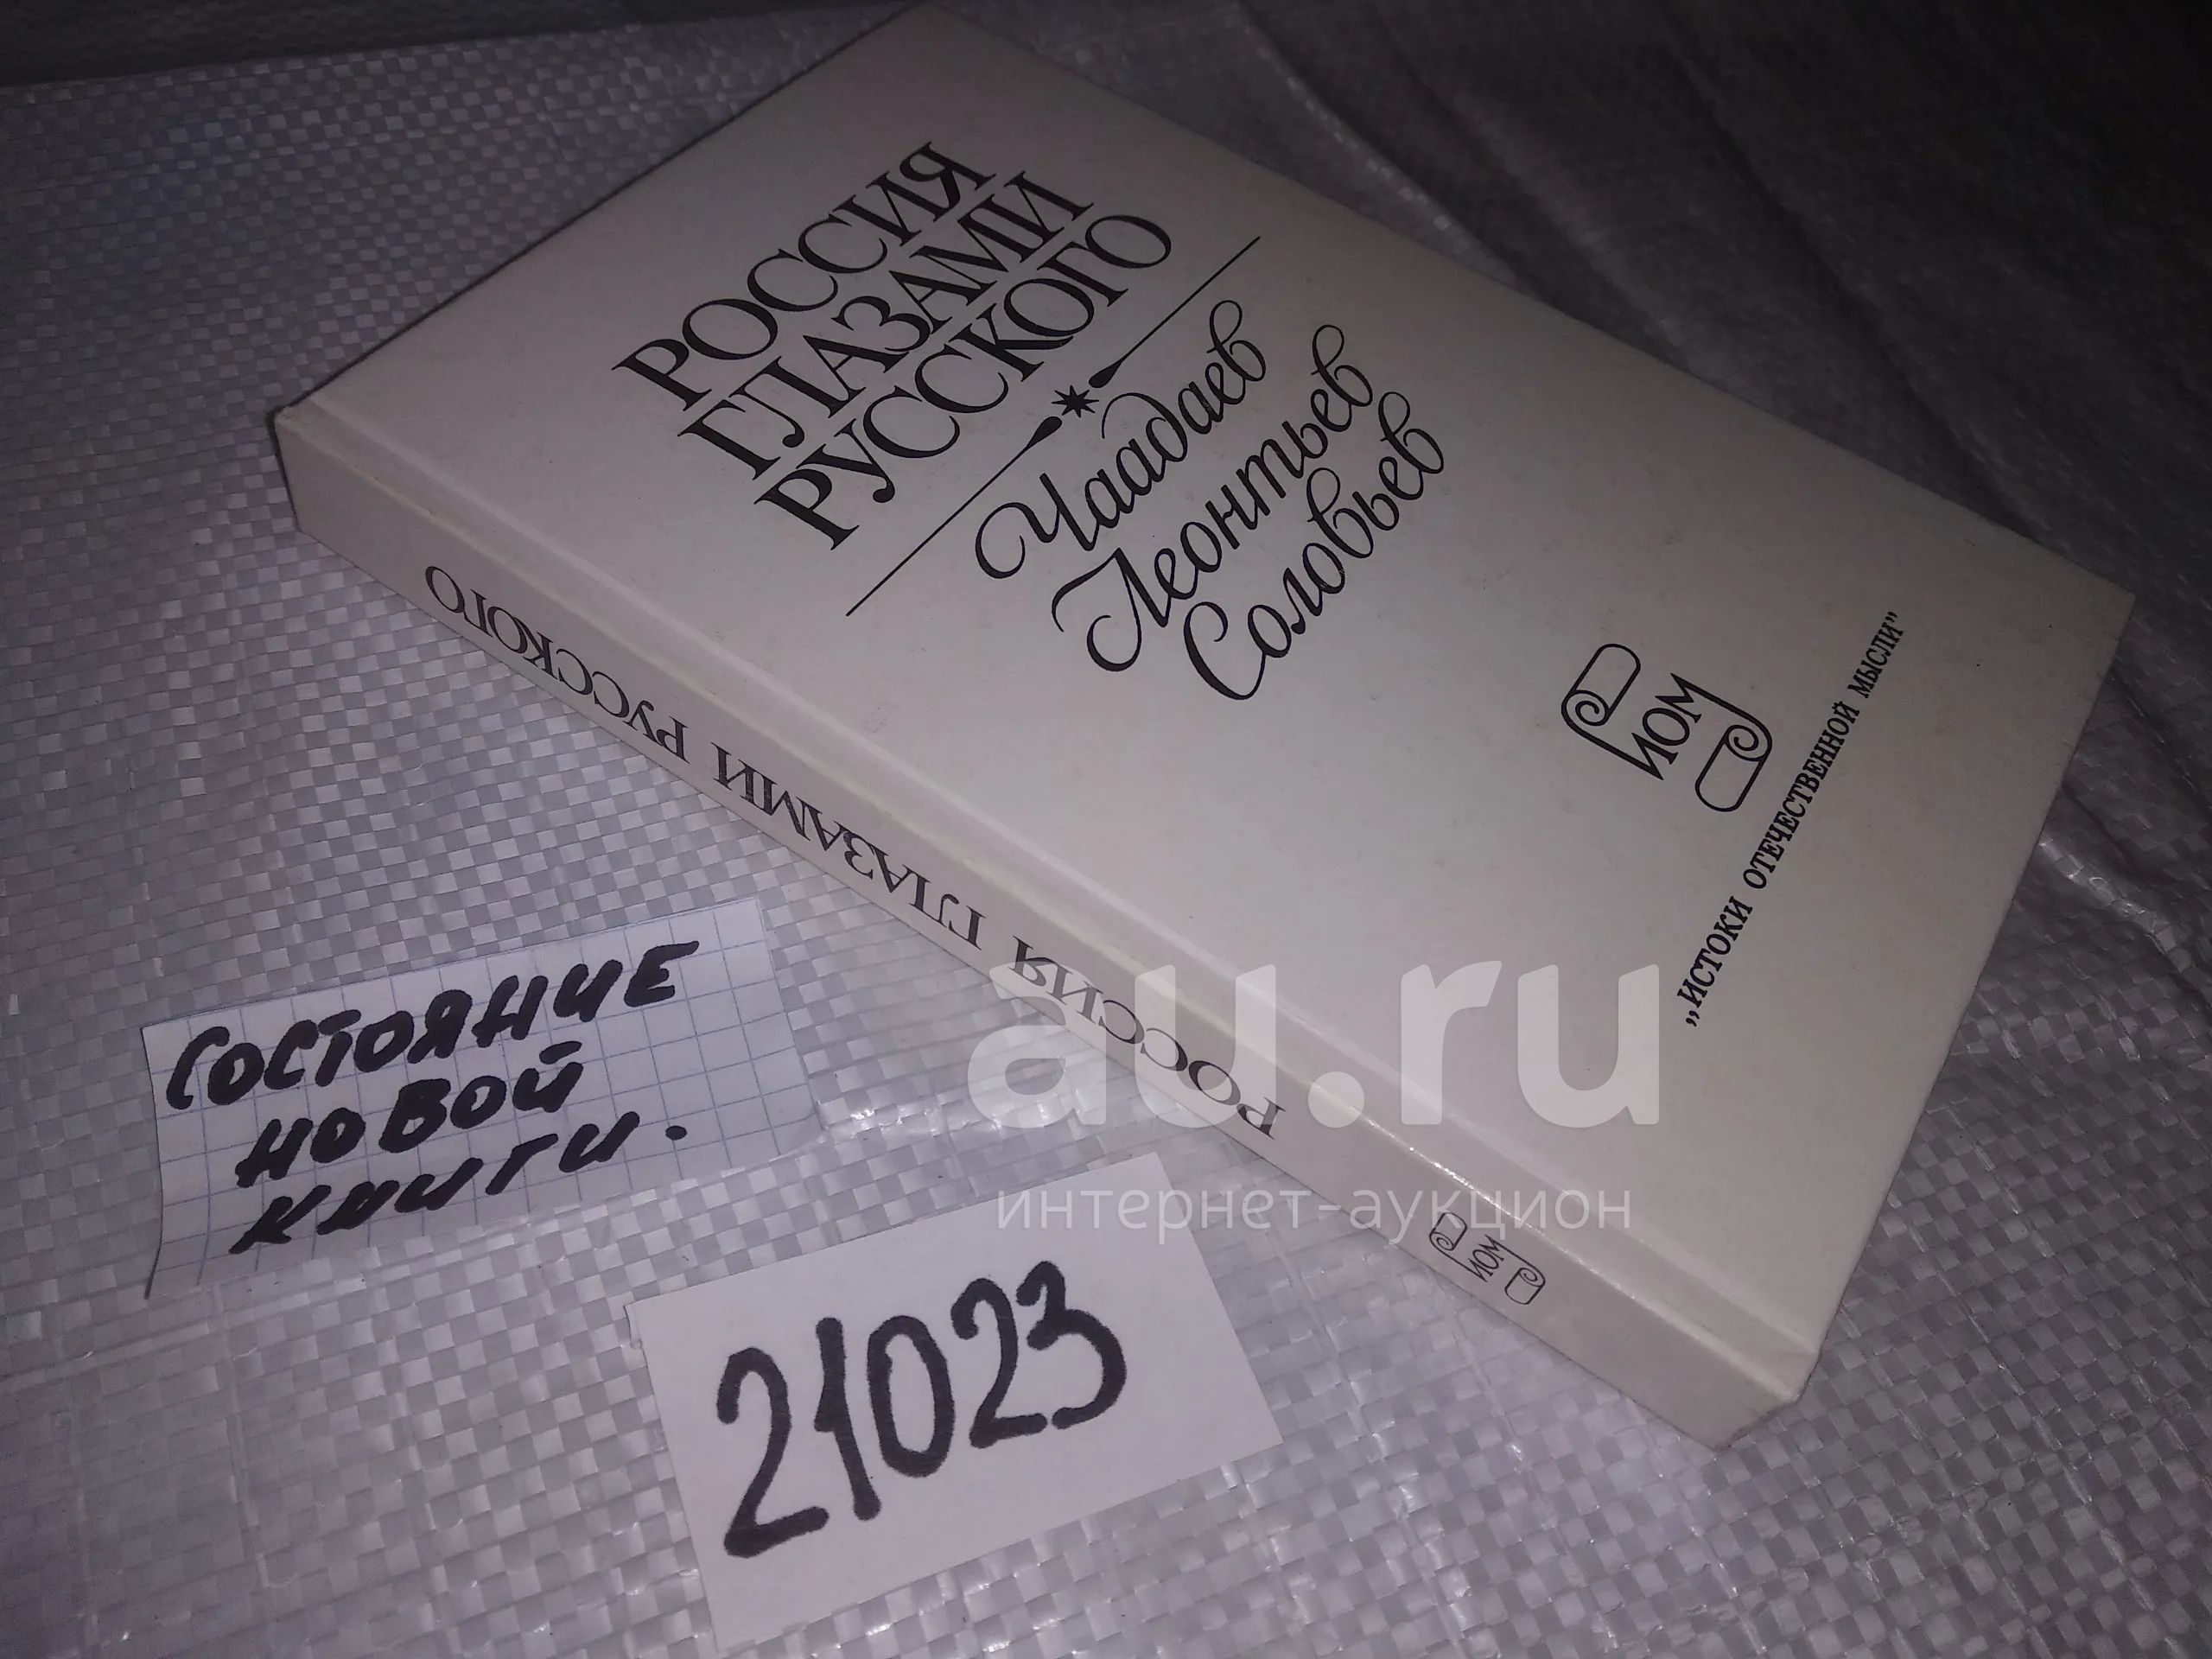 РОССИЯ
ГЛАЗАМИ
РУССКОГО
Чаадаев
Леонтьев
Соловьев
ИОМ
„ИСТОКИ ОТЕЧЕСТВЕННОЙ МЫСЛИ"
РОССИЯ ГЛАЗАМИ РУССКОГО
ИОМ
СОСТОЯНИЕ
НОВОЙ
КНИГИ.
21023
au.ru
интернет-аукцион